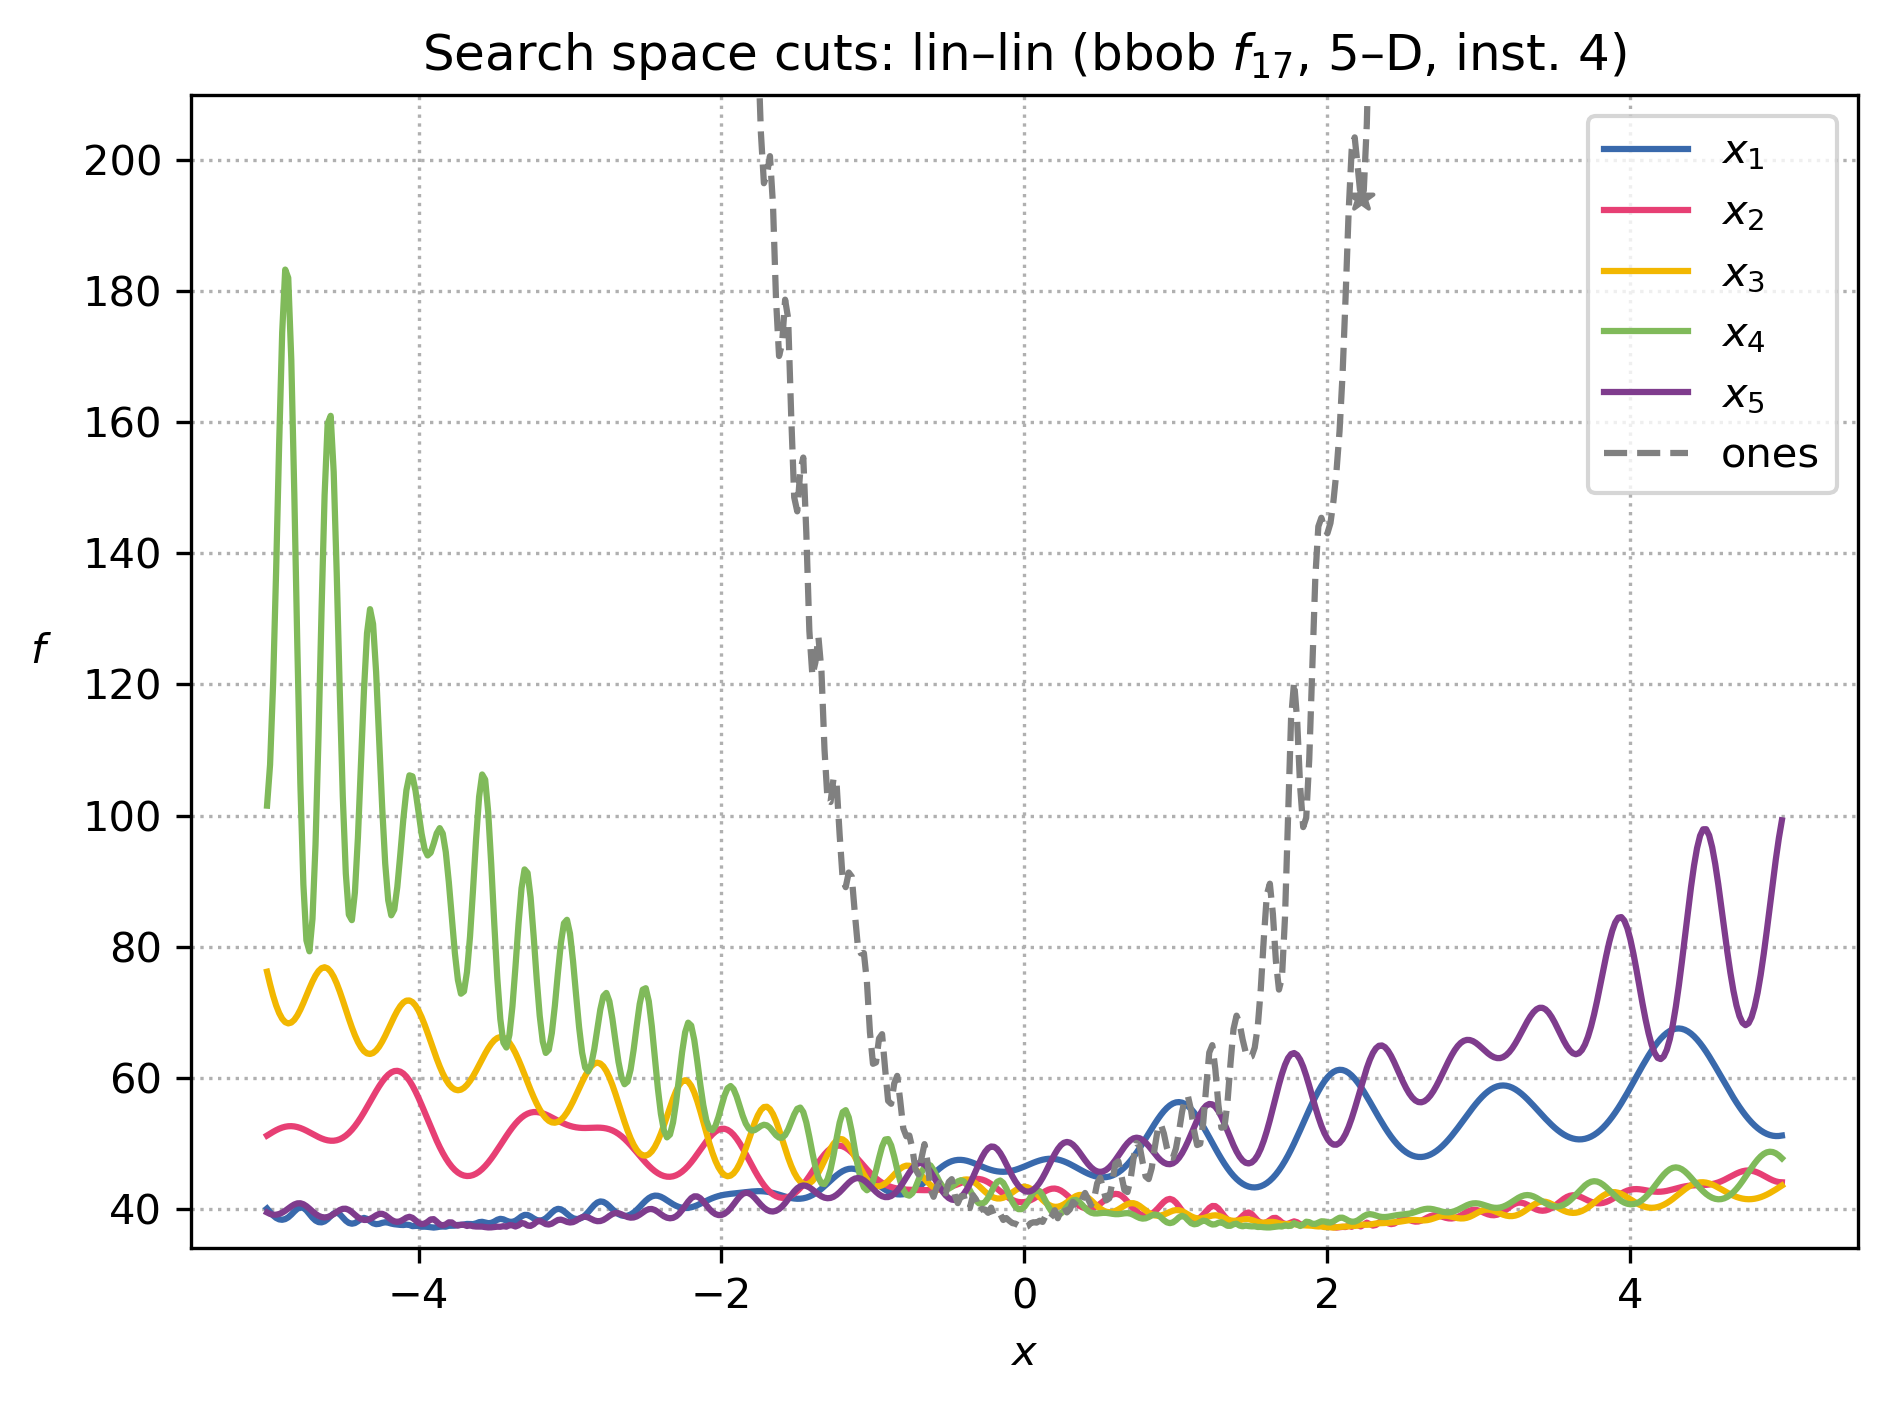 Search space cuts: lin–lin (bbob f₁₇, 5–D, inst. 4)
200
180
160
140
120
100
80
60
40
f
x₁
x₂
x₃
x₄
x₅
ones
−4
−2
0
2
4
x